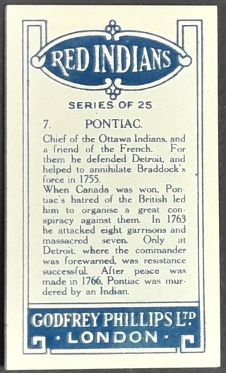 RED INDIANS
SERIES OF 25
7. PONTIAC.
Chief of the Ottawa Indians, and
a friend of the French. For
them he defended Detroit, and
helped to annihilate Braddock's
force in 1755.
When Canada was won, Pon-
tiac's hatred of the British led
him to organise a great con-
spiracy against them. In 1763
he attacked eight garrisons and
massacred seven. Only at
Detroit, where the commander
was forewarned, was resistance
successful. After peace was
made in 1766, Pontiac was mur-
dered by an Indian.
GODFREY PHILLIPS LTD
LONDON